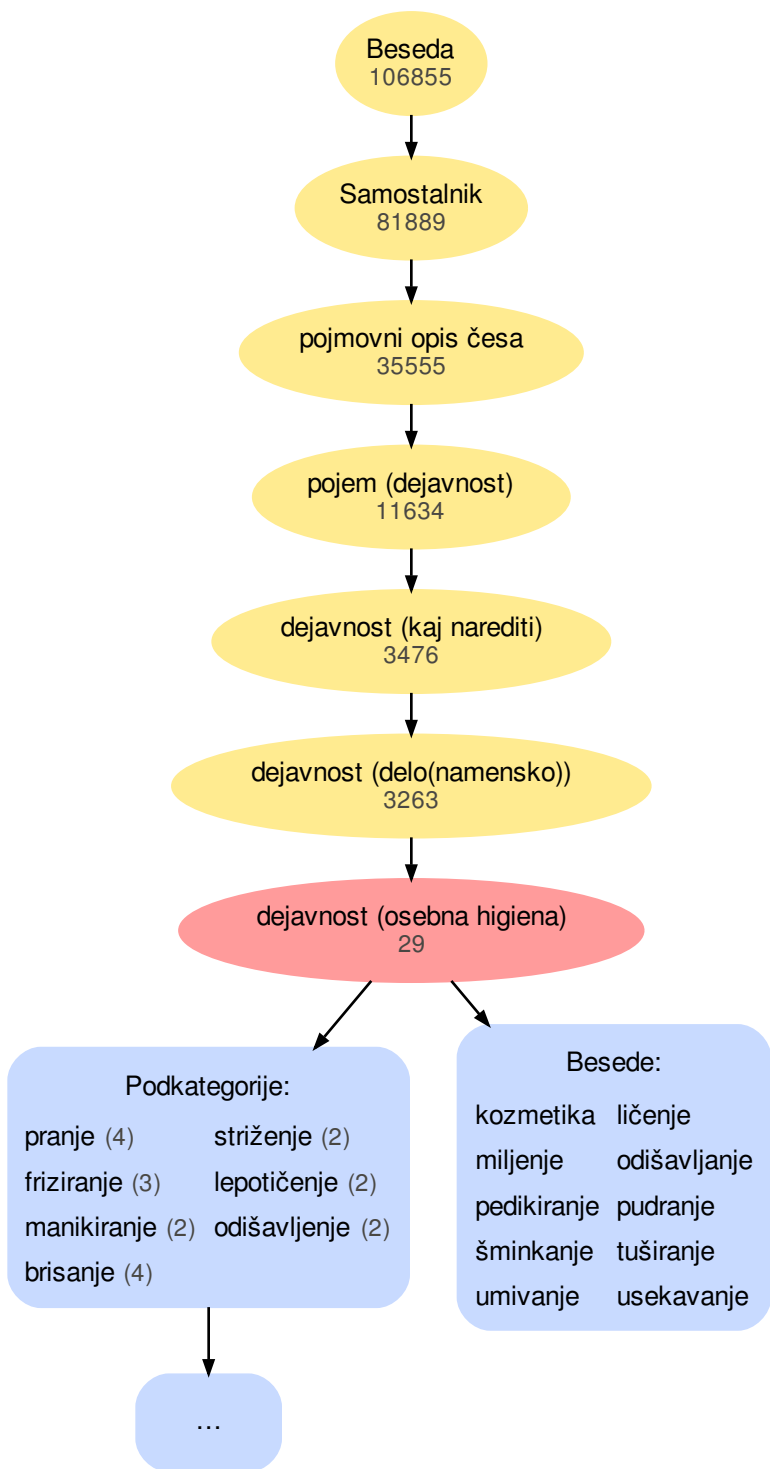 Beseda
106855
Samostalnik
81889
pojmovni opis česa
35555
pojem (dejavnost)
11634
dejavnost (kaj narediti)
3476
dejavnost (delo(namensko))
3263
dejavnost (osebna higiena)
29
Podkategorije:
pranje (4) striženje (2)
friziranje (3) lepotičenje (2)
manikiranje (2) odišavljenje (2)
brisanje (4)
Besede:
kozmetika ličenje
miljenje odišavljanje
pedikiranje pudranje
šminkanje tuširanje
umivanje usekavanje
...